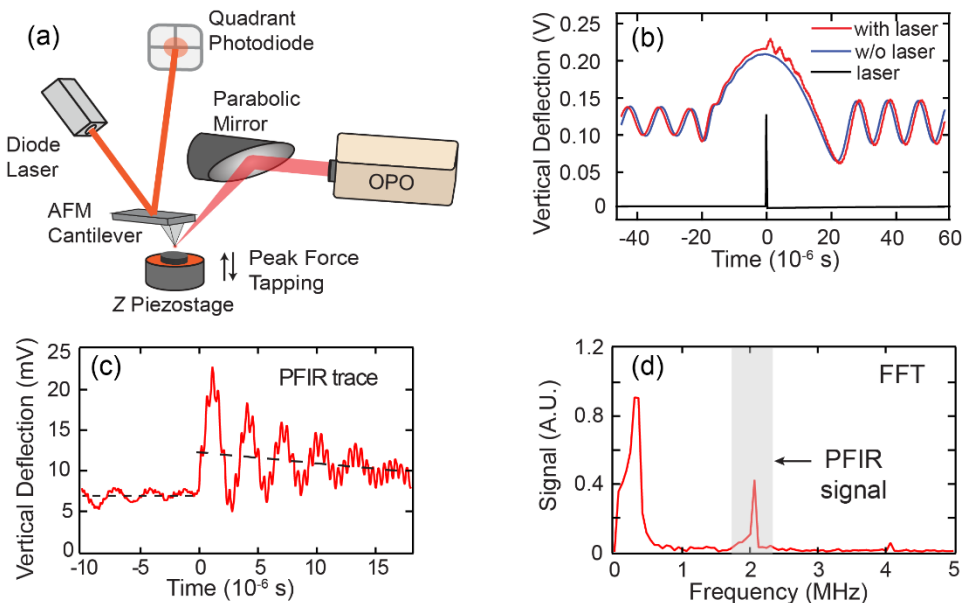 (a)
Quadrant
Photodiode
Parabolic
Mirror
Diode
Laser
OPO
AFM
Cantilever
Peak Force
Tapping
Z Piezostage
(b)
with laser
w/o laser
laser
Vertical Deflection (V)
0.25
0.20
0.15
0.10
0.05
0
-40 -20 0 20 40 60
Time (10⁻⁶ s)
(c)
PFIR trace
Vertical Deflection (mV)
25
20
15
10
5
0
-10 -5 0 5 10 15
Time (10⁻⁶ s)
(d)
FFT
PFIR
signal
Signal (A.U.)
1.2
0.8
0.4
0
0 1 2 3 4 5
Frequency (MHz)